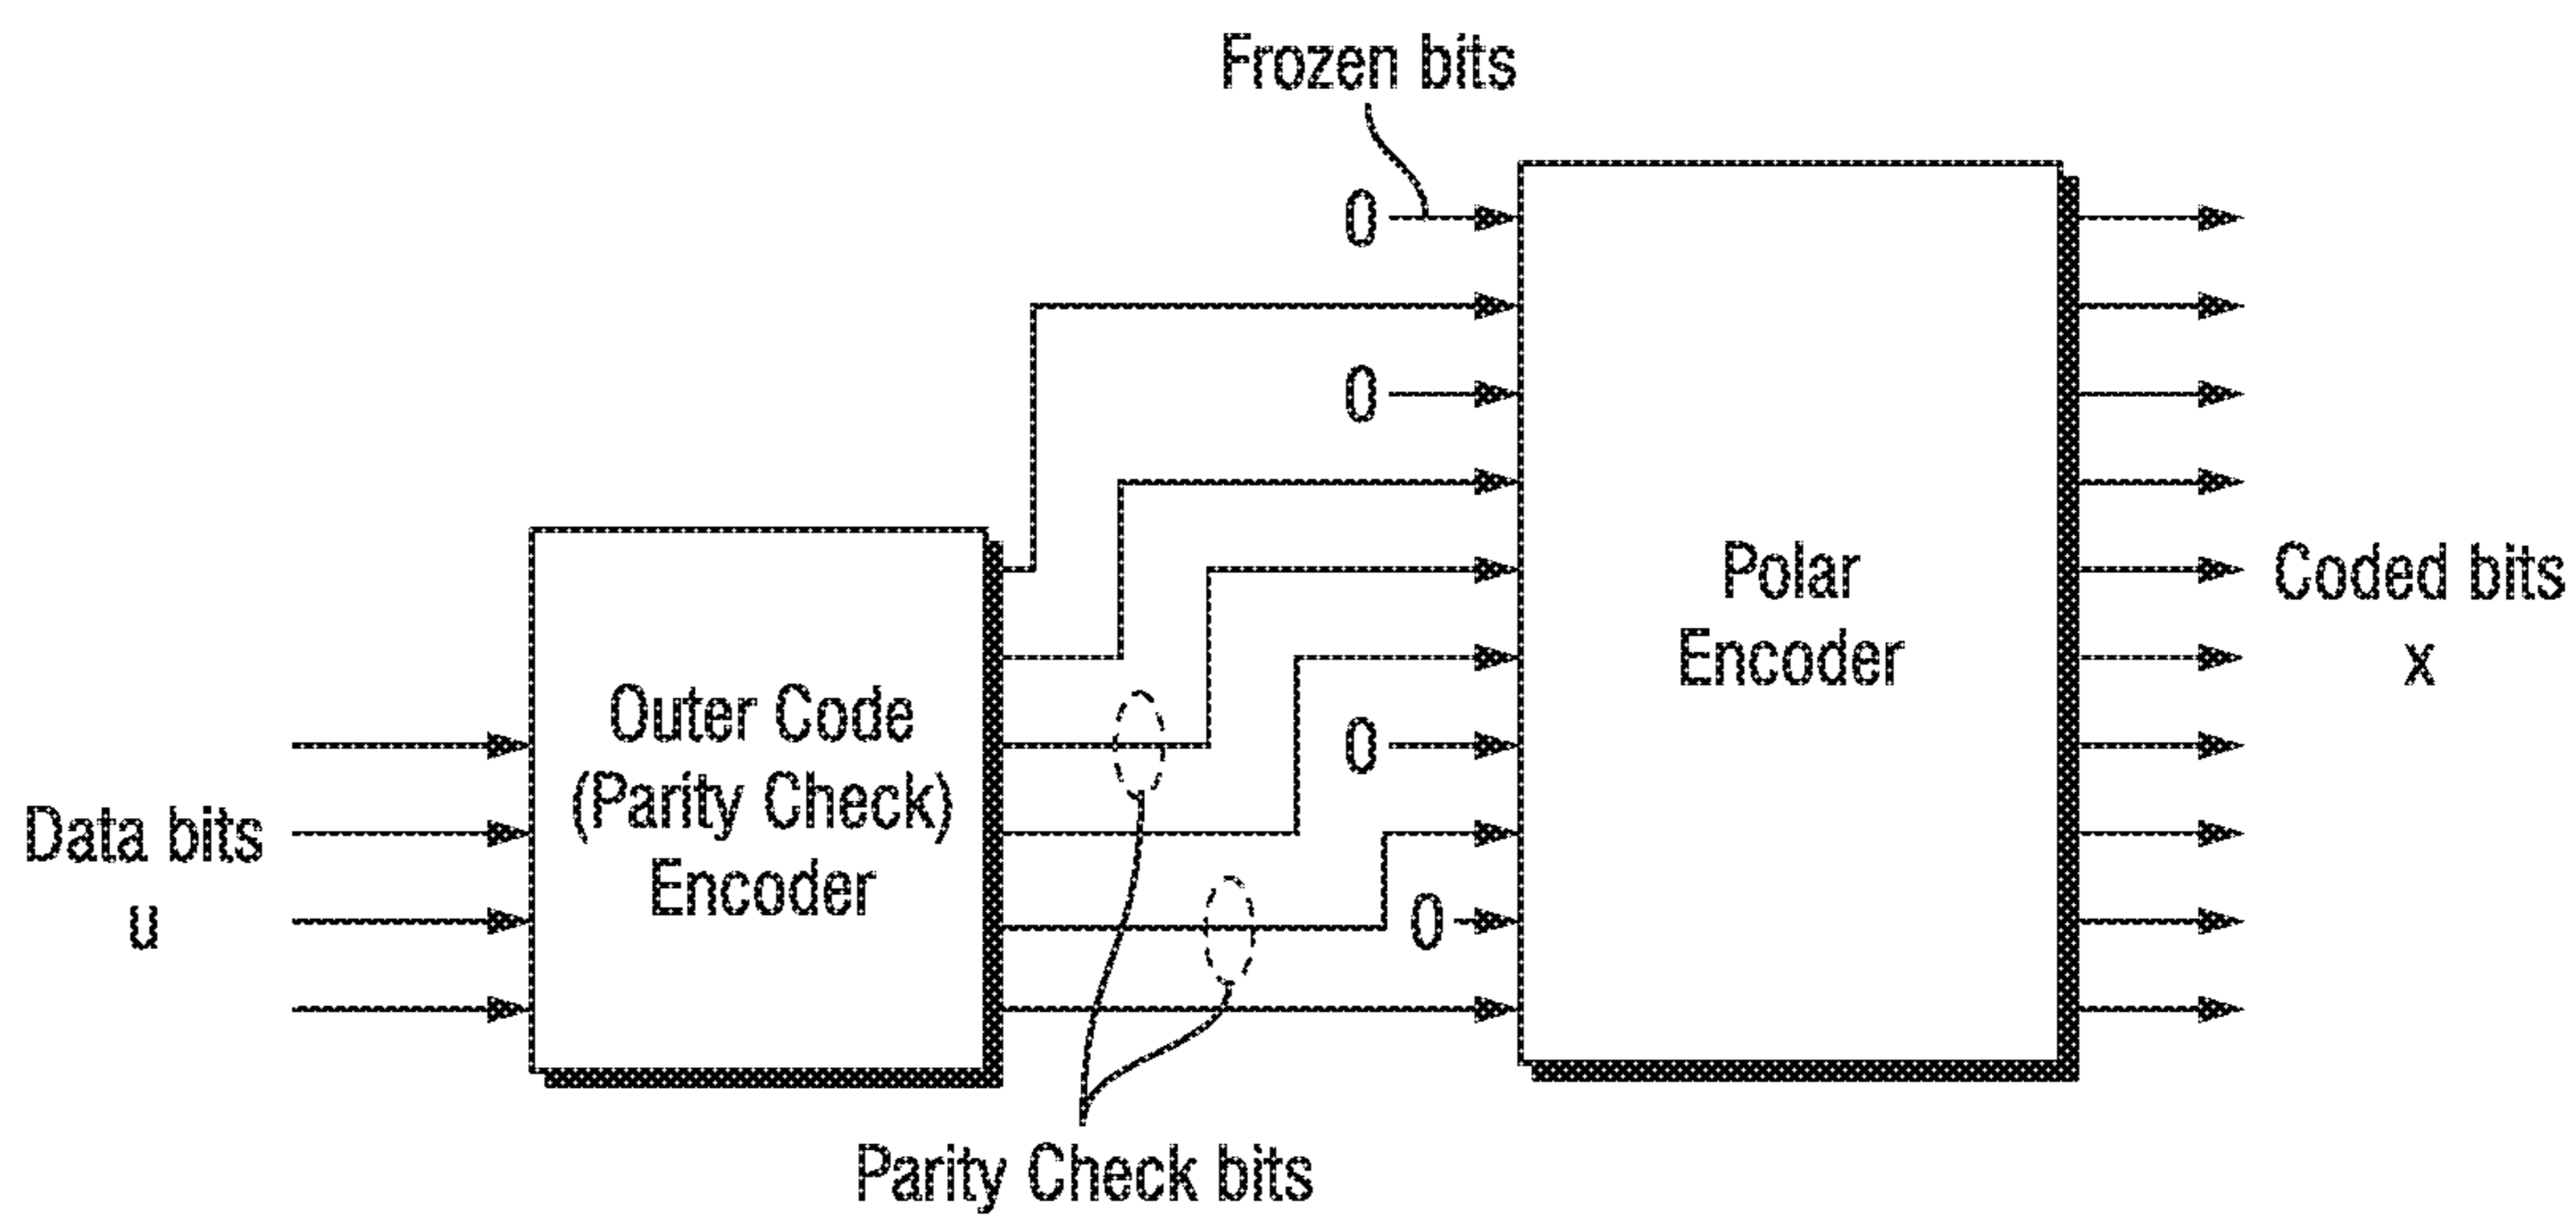 Frozen bits
0
0
0
0
Outer Code
(Parity Check)
Encoder
Polar
Encoder
Data bits
u
Coded bits
x
Parity Check bits